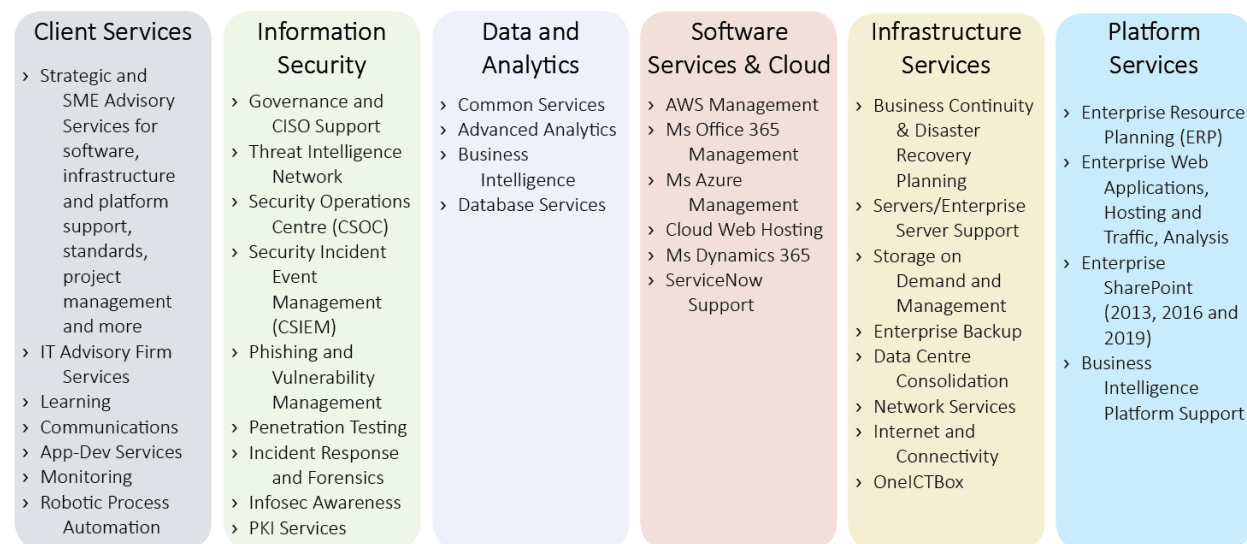 Client Services
› Strategic and
SME Advisory
Services for
software,
infrastructure
and platform
support,
standards,
project
management
and more
› IT Advisory Firm
Services
› Learning
› Communications
› App-Dev Services
› Monitoring
› Robotic Process
Automation
Information
Security
› Governance and
CISO Support
› Threat Intelligence
Network
› Security Operations
Centre (CSOC)
› Security Incident
Event
Management
(CSIEM)
› Phishing and
Vulnerability
Management
› Penetration Testing
› Incident Response
and Forensics
› Infosec Awareness
› PKI Services
Data and
Analytics
› Common Services
› Advanced Analytics
› Business
Intelligence
› Database Services
Software
Services & Cloud
› AWS Management
› Ms Office 365
Management
› Ms Azure
Management
› Cloud Web Hosting
› Ms Dynamics 365
› ServiceNow
Support
Infrastructure
Services
› Business Continuity
& Disaster
Recovery
Planning
› Servers/Enterprise
Server Support
› Storage on
Demand and
Management
› Enterprise Backup
› Data Centre
Consolidation
› Network Services
› Internet and
Connectivity
› OneICTBox
Platform
Services
› Enterprise Resource
Planning (ERP)
› Enterprise Web
Applications,
Hosting and
Traffic, Analysis
› Enterprise
SharePoint
(2013, 2016 and
2019)
› Business
Intelligence
Platform Support